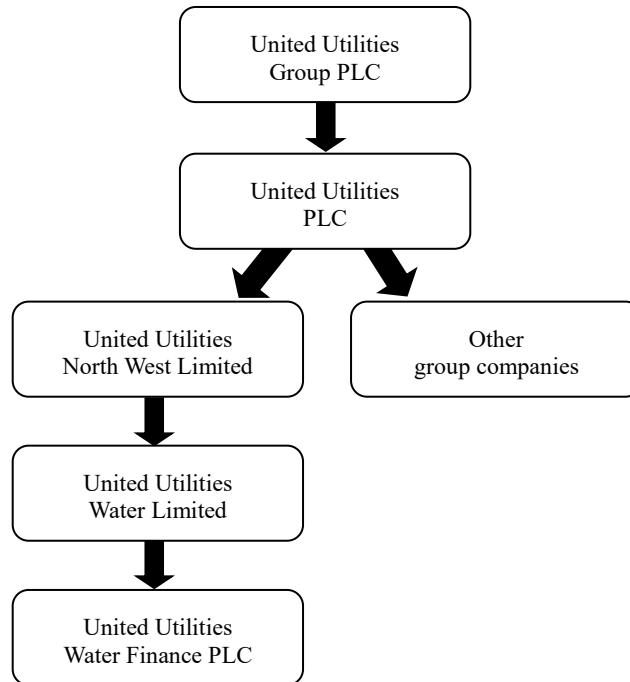 United Utilities
Group PLC
United Utilities
PLC
United Utilities
North West Limited
Other
group companies
United Utilities
Water Limited
United Utilities
Water Finance PLC